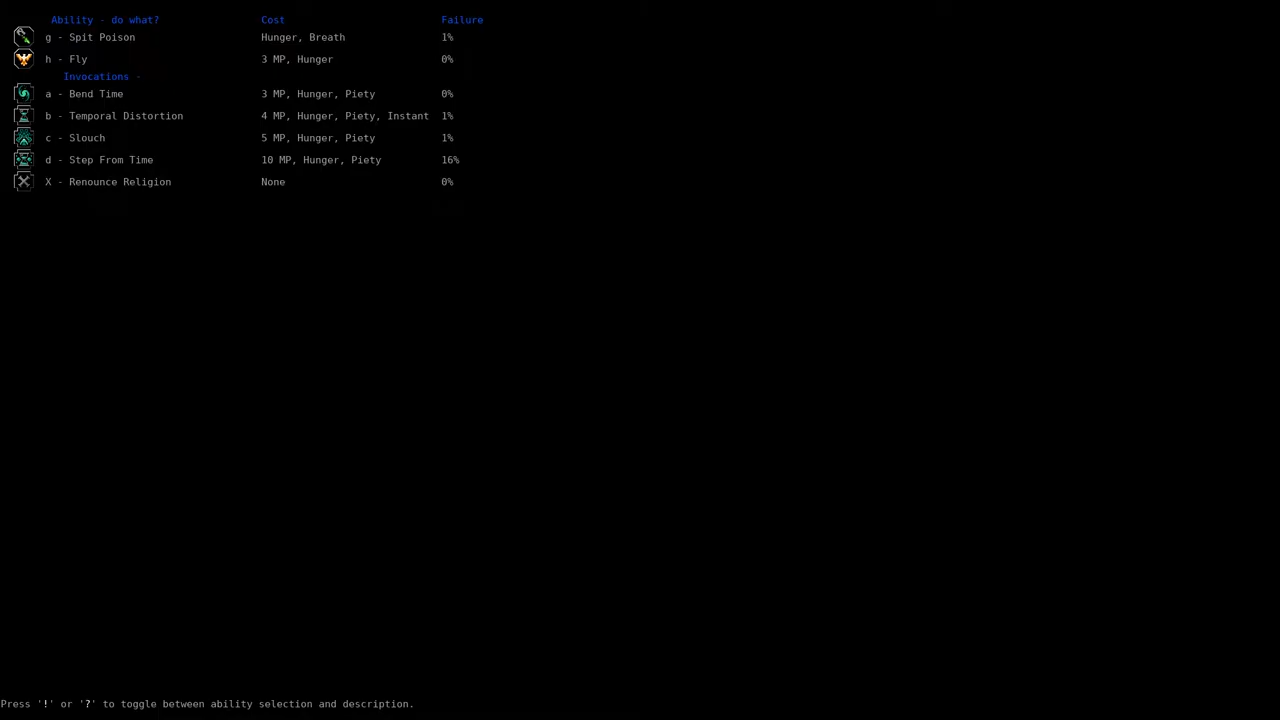 Ability - do what? Cost Failure
g - Spit Poison Hunger, Breath 1%
h - Fly 3 MP, Hunger 0%
Invocations -
a - Bend Time 3 MP, Hunger, Piety 0%
b - Temporal Distortion 4 MP, Hunger, Piety, Instant 1%
c - Slouch 5 MP, Hunger, Piety 1%
d - Step From Time 10 MP, Hunger, Piety 16%
X - Renounce Religion None 0%
Press '!' or '?' to toggle between ability selection and description.